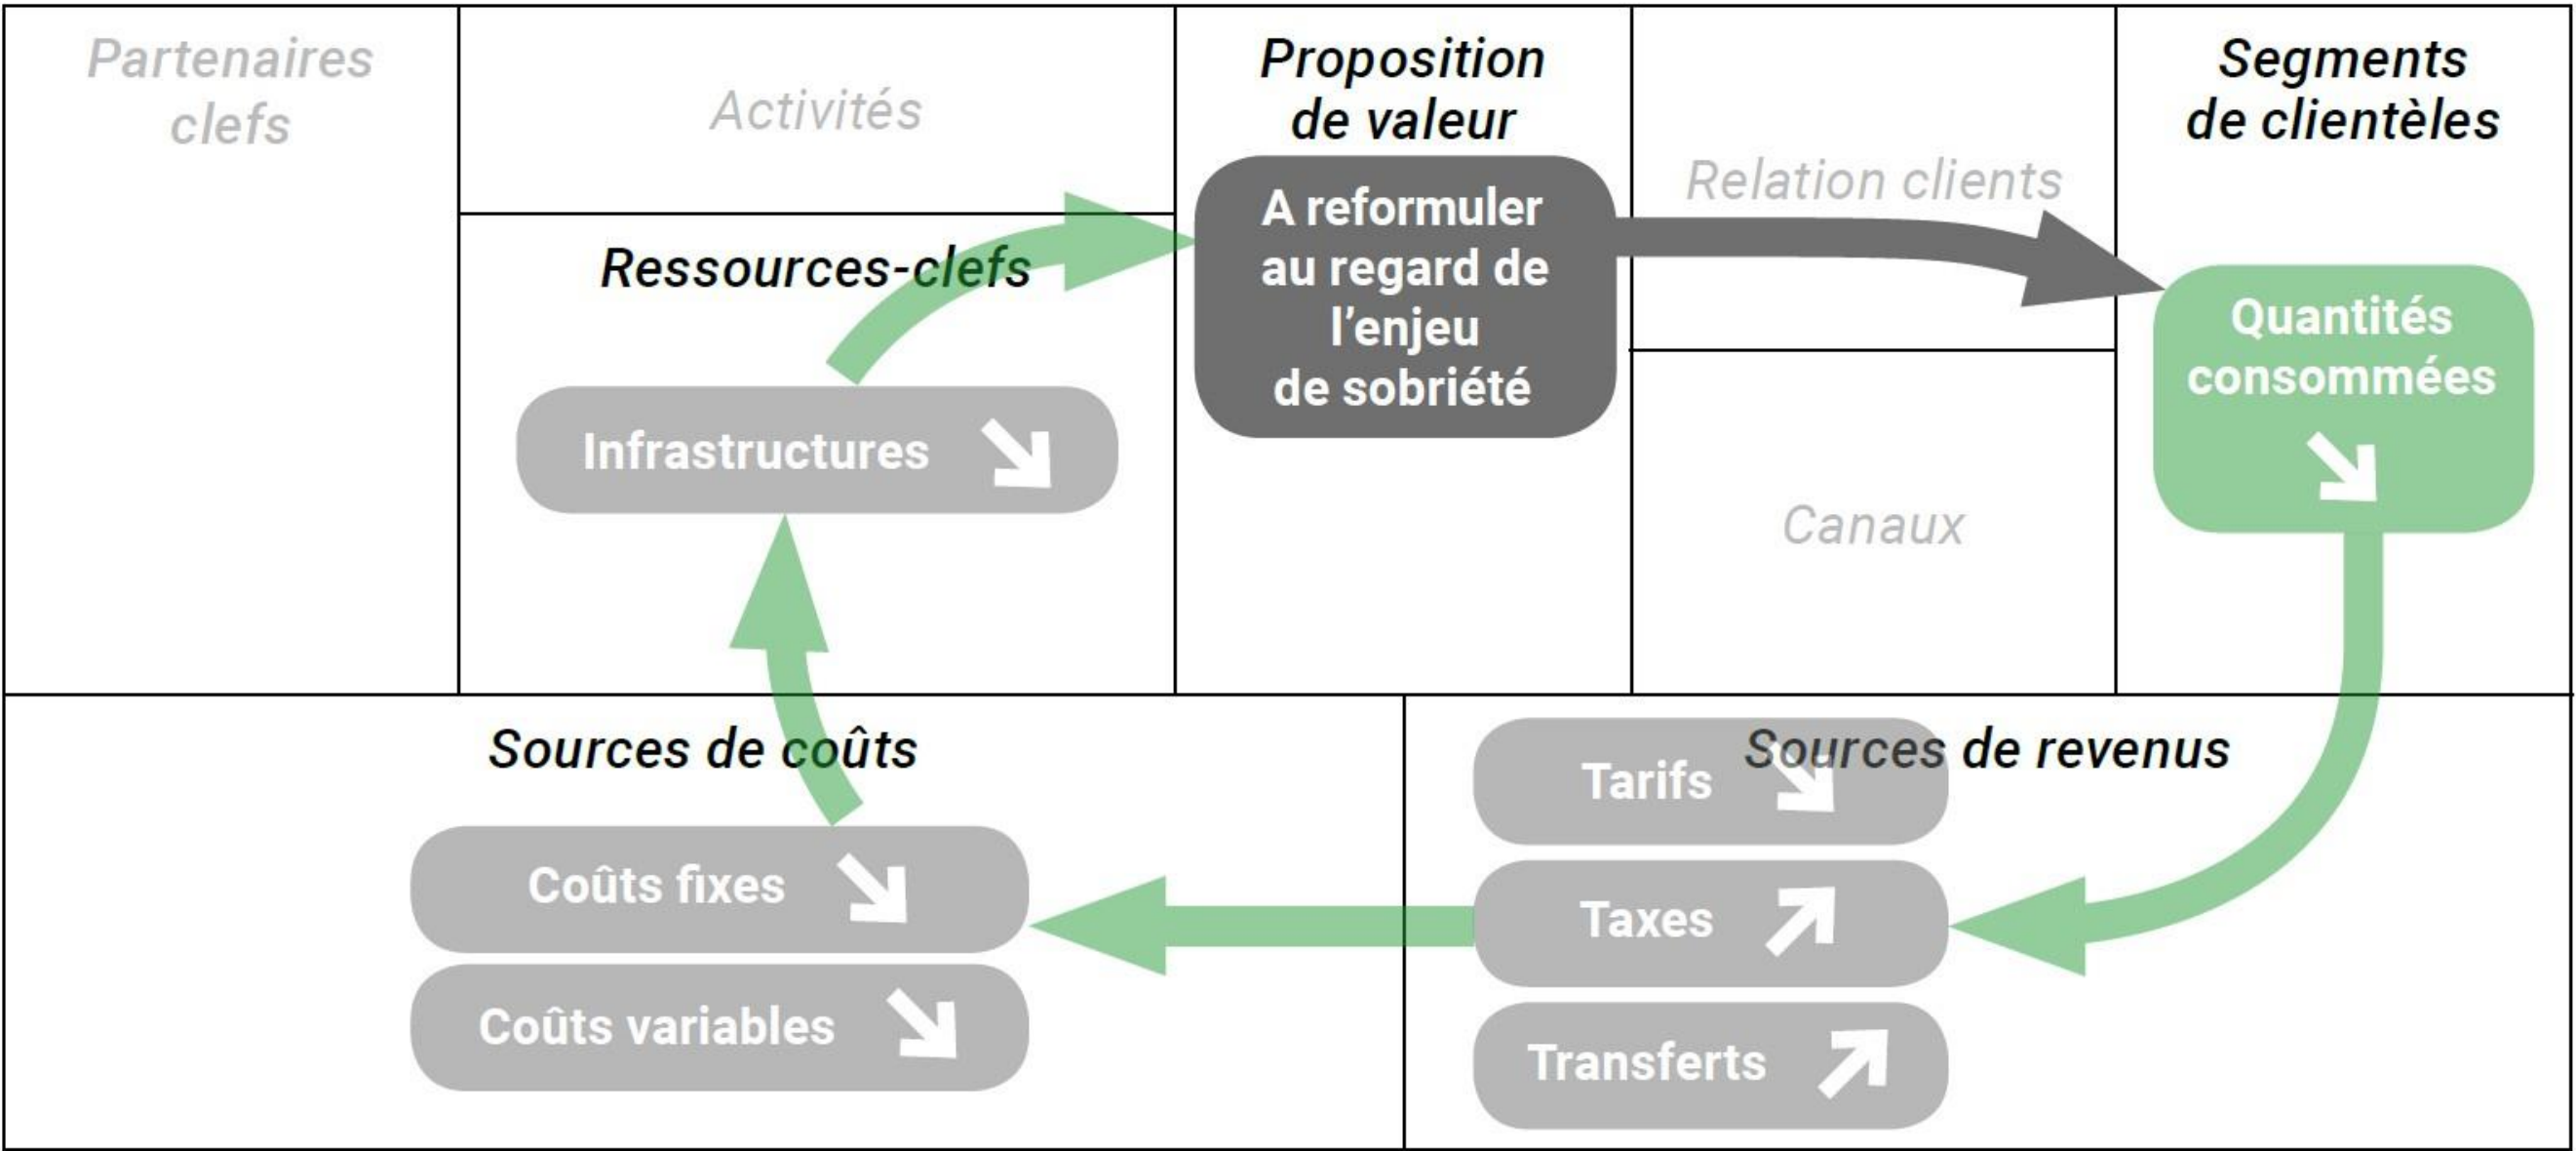 Partenaires
clefs
Activités
Ressources-clefs
Infrastructures
Proposition
de valeur
A reformuler
au regard de
l’enjeu
de sobriété
Relation clients
Canaux
Segments
de clientèles
Quantités
consommées
Sources de coûts
Coûts fixes
Coûts variables
Sources de revenus
Tarifs
Taxes
Transferts